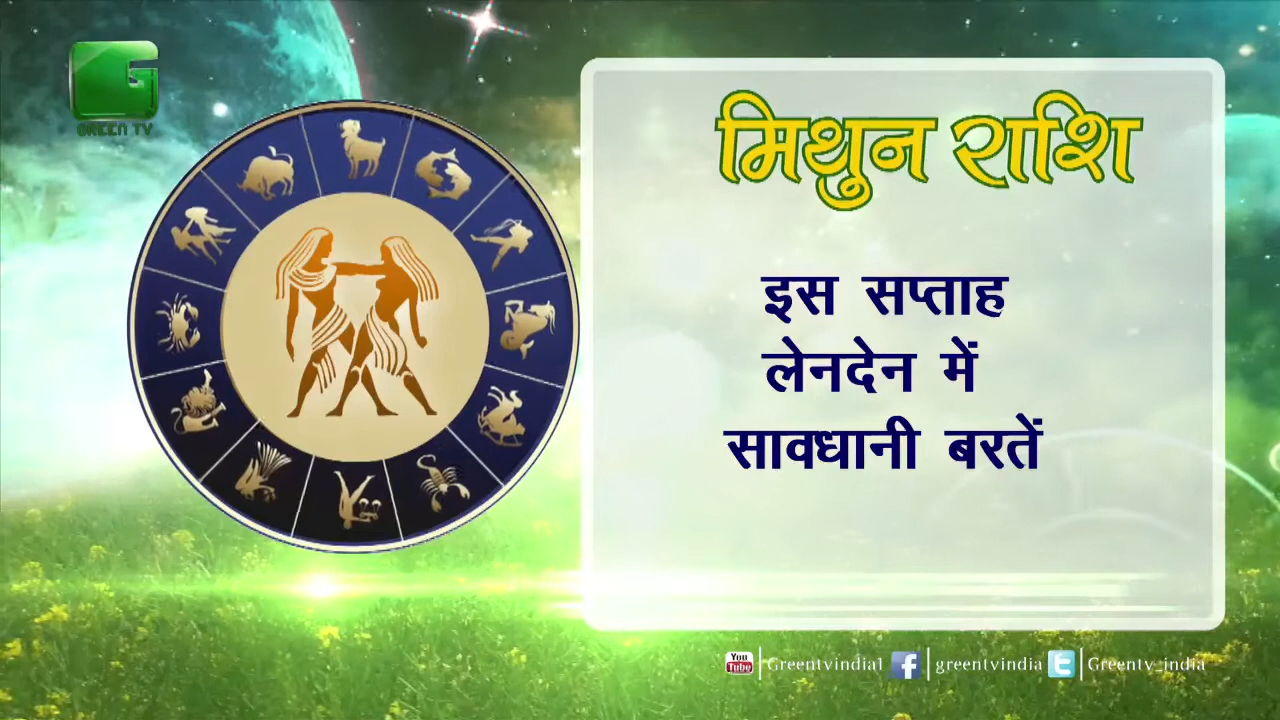 GREEN TV
मिथुन राशि
इस सप्ताह
लेनदेन में
सावधानी बरतें
You Tube Greentvindia1 f greentvindia t Greentv_india